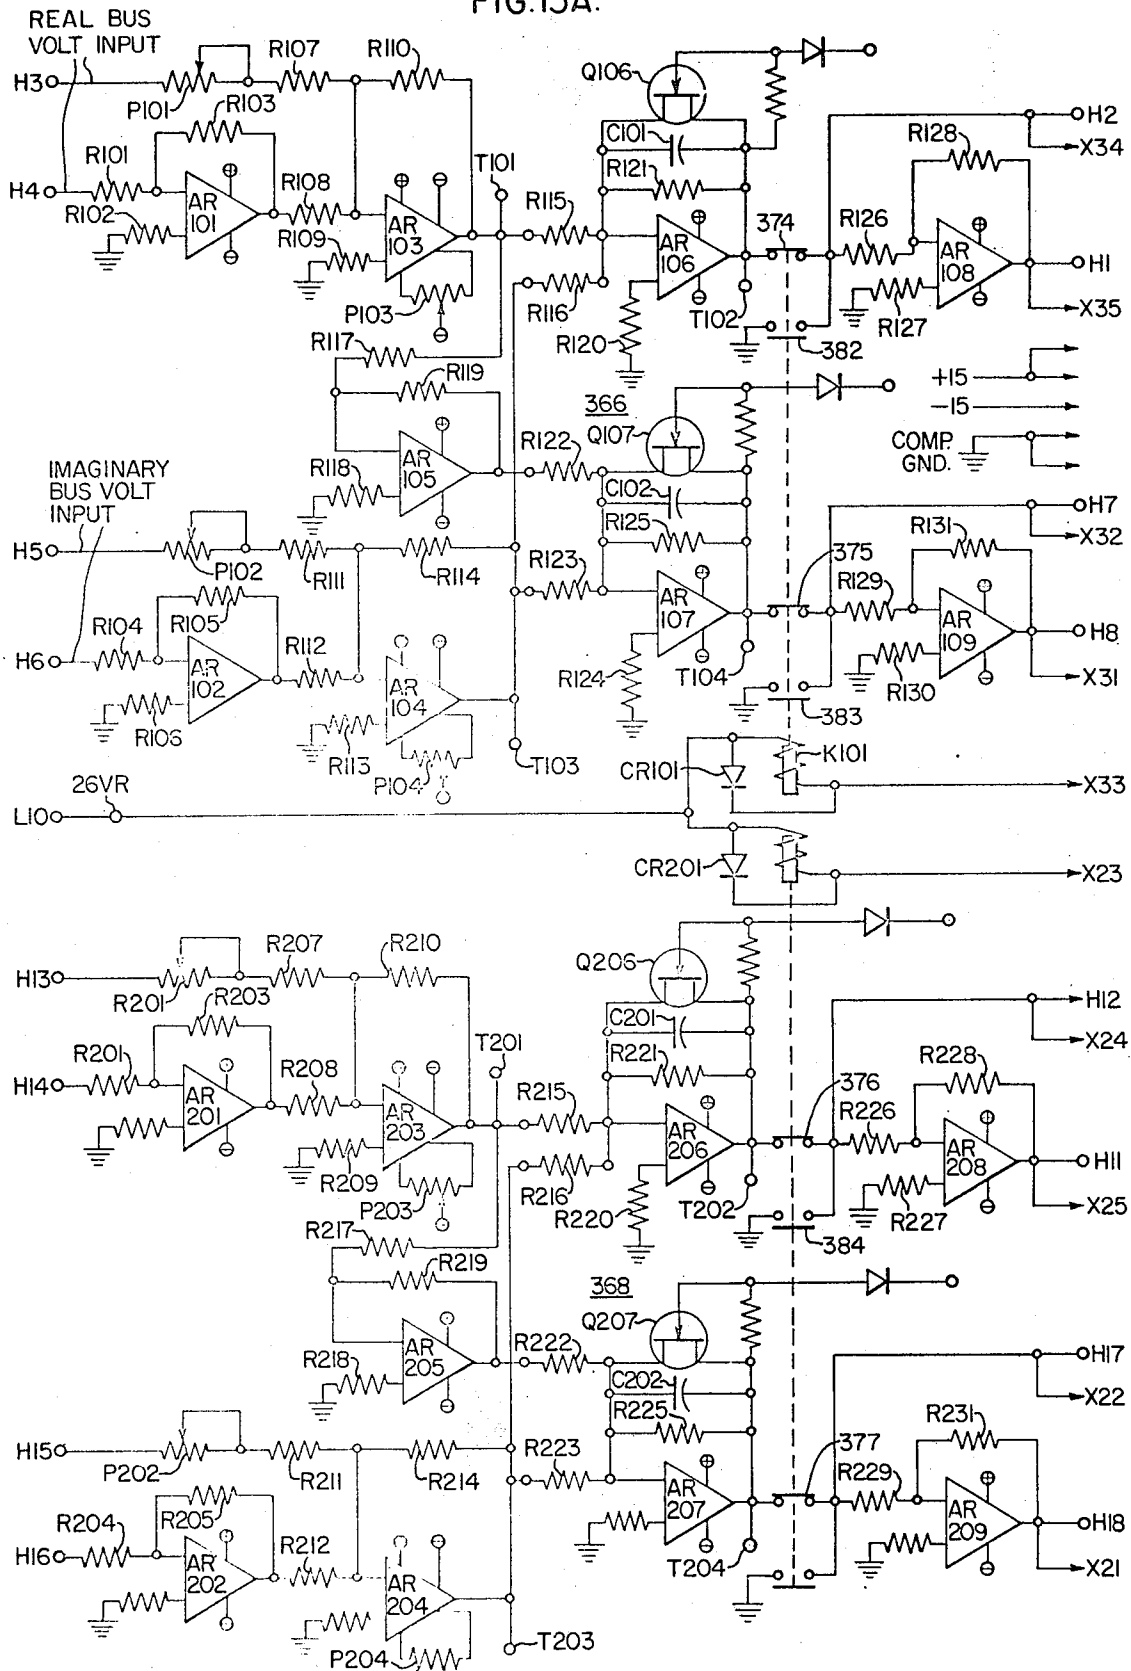 FIG.15A.
REAL BUS
VOLT INPUT
R107
R110
H3
P101
R103
Q106
C101
H2
X34
R101
H4
R102
AR
101
R108
R109
AR
103
T101
R115
R121
AR
106
374
R128
R126
AR
108
H1
X35
P103
R116
R120
T102
R127
382
R117
R119
366
Q107
+15
-15
COMP.
GND.
R118
AR
105
R122
C102
R125
IMAGINARY
BUS VOLT
INPUT
H5
P102
R111
R114
R123
AR
107
375
R131
R129
AR
109
H7
X32
H8
X31
R104
R105
H6
R106
AR
102
R112
R113
AR
104
P104
T103
R124
T104
R130
383
26VR
L10
CR101
K101
X33
CR201
X23
H13
R201
R207
R210
R203
Q206
C201
H12
X24
R201
H14
AR
201
R208
R209
AR
203
P203
T201
R215
R216
R221
AR
206
R220
T202
376
R228
R226
AR
208
R227
H11
X25
384
R217
R219
368
Q207
R218
AR
205
R222
C202
R225
H17
X22
H15
P202
R211
R214
R223
AR
207
377
R231
R229
AR
209
H18
X21
R204
R205
H16
AR
202
R212
AR
204
P204
T203
T204